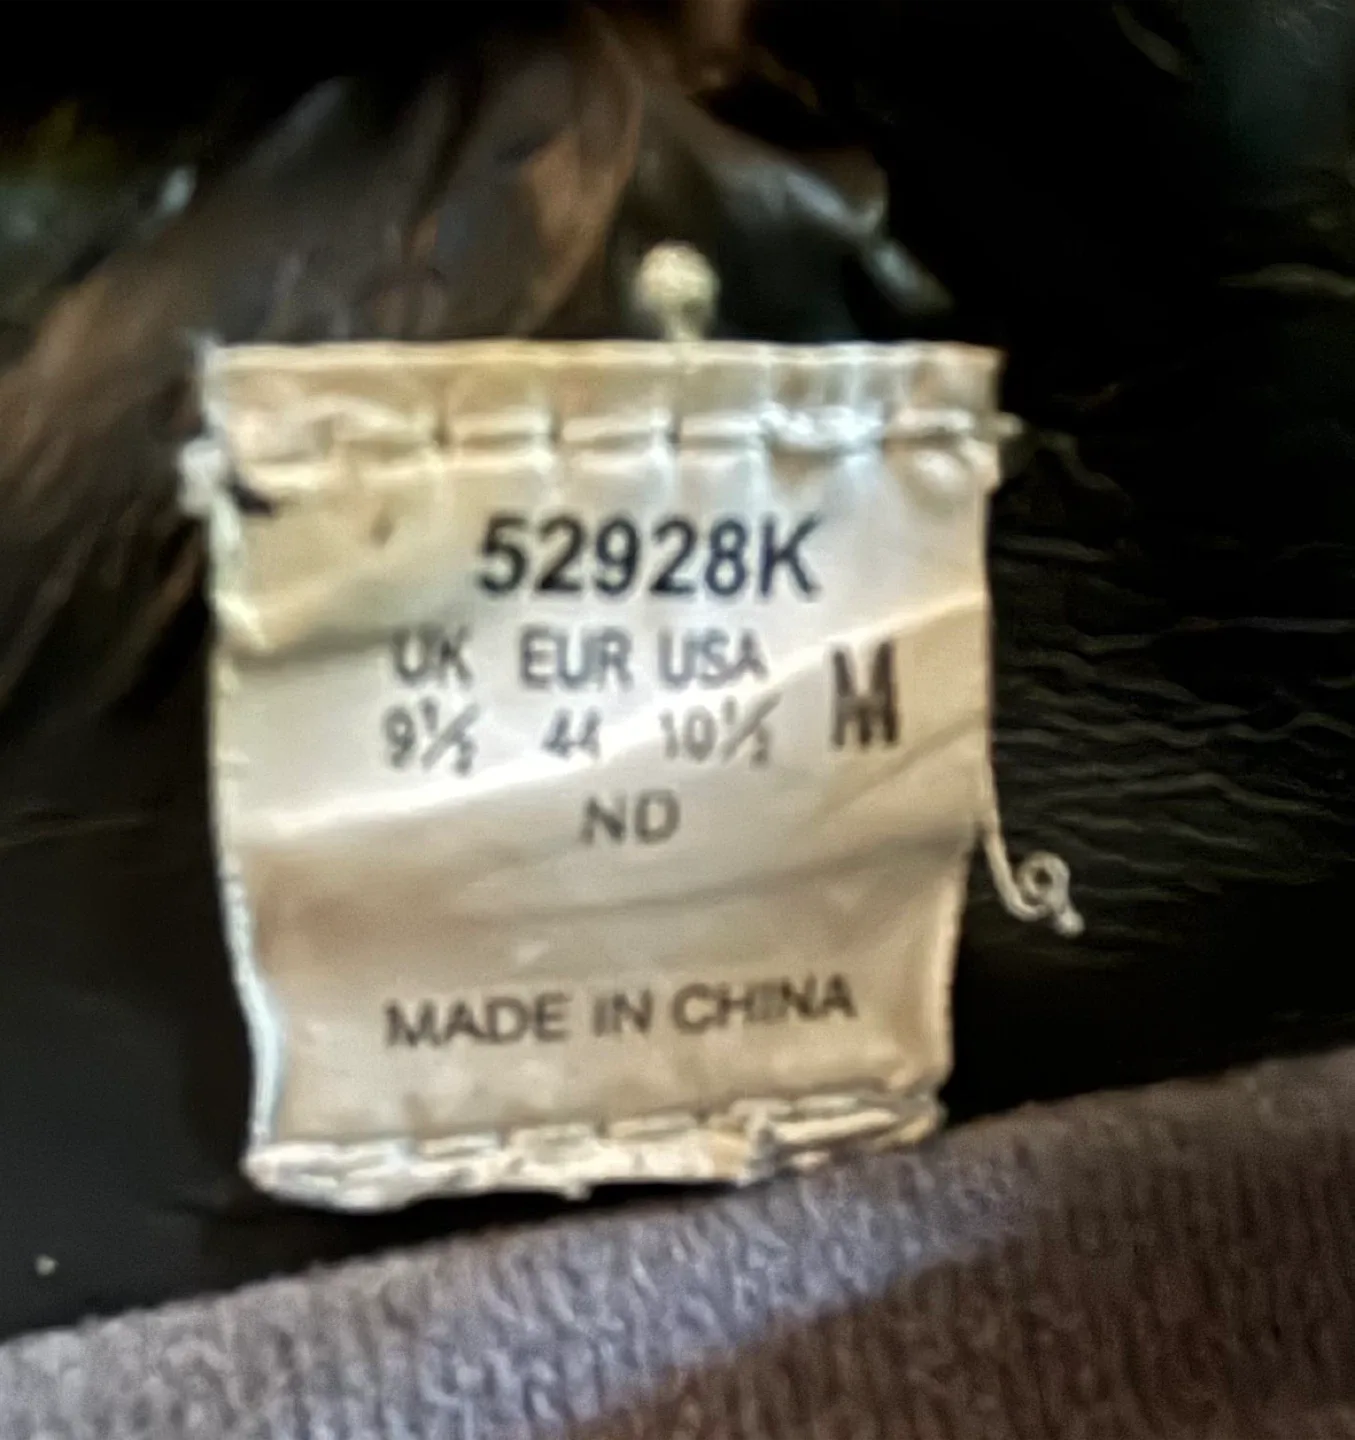 52928K
UK EUR USA M
9½ 44 10½
ND
MADE IN CHINA